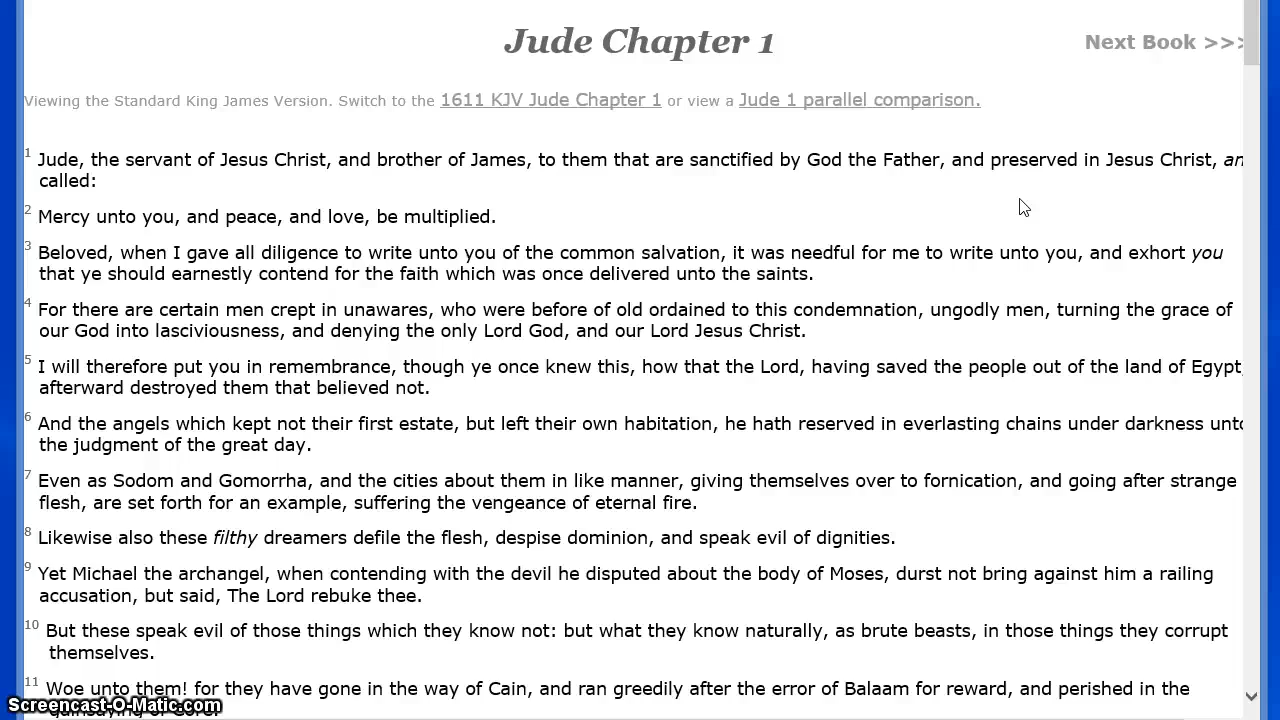 Jude Chapter 1
Next Book >>>
Viewing the Standard King James Version. Switch to the 1611 KJV Jude Chapter 1 or view a Jude 1 parallel comparison.
1 Jude, the servant of Jesus Christ, and brother of James, to them that are sanctified by God the Father, and preserved in Jesus Christ, an
called:
2 Mercy unto you, and peace, and love, be multiplied.
3 Beloved, when I gave all diligence to write unto you of the common salvation, it was needful for me to write unto you, and exhort you
that ye should earnestly contend for the faith which was once delivered unto the saints.
4 For there are certain men crept in unawares, who were before of old ordained to this condemnation, ungodly men, turning the grace of
our God into lasciviousness, and denying the only Lord God, and our Lord Jesus Christ.
5 I will therefore put you in remembrance, though ye once knew this, how that the Lord, having saved the people out of the land of Egypt,
afterward destroyed them that believed not.
6 And the angels which kept not their first estate, but left their own habitation, he hath reserved in everlasting chains under darkness unto
the judgment of the great day.
7 Even as Sodom and Gomorrha, and the cities about them in like manner, giving themselves over to fornication, and going after strange
flesh, are set forth for an example, suffering the vengeance of eternal fire.
8 Likewise also these filthy dreamers defile the flesh, despise dominion, and speak evil of dignities.
9 Yet Michael the archangel, when contending with the devil he disputed about the body of Moses, durst not bring against him a railing
accusation, but said, The Lord rebuke thee.
10 But these speak evil of those things which they know not: but what they know naturally, as brute beasts, in those things they corrupt
themselves.
11 Woe unto them! for they have gone in the way of Cain, and ran greedily after the error of Balaam for reward, and perished in the
Screencast-O-Matic.com